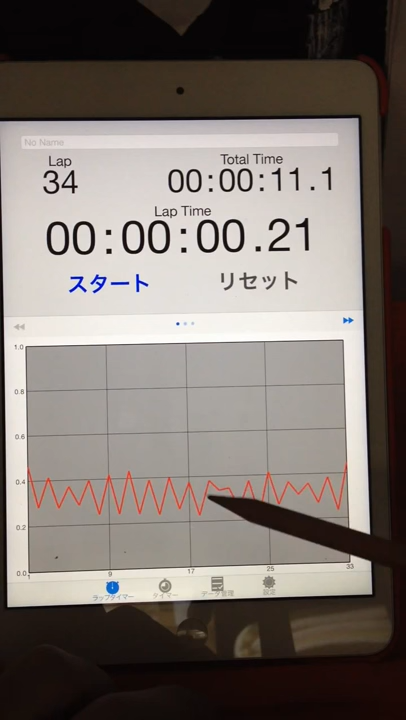 No Name
Lap
Total Time
34
00:00:11.1
Lap Time
00:00:00.21
スタート
リセット
1.0
0.8
0.6
0.4
0.2
0.0
1
9
17
25
33
ラップタイマー
タイマー
データ管理
設定